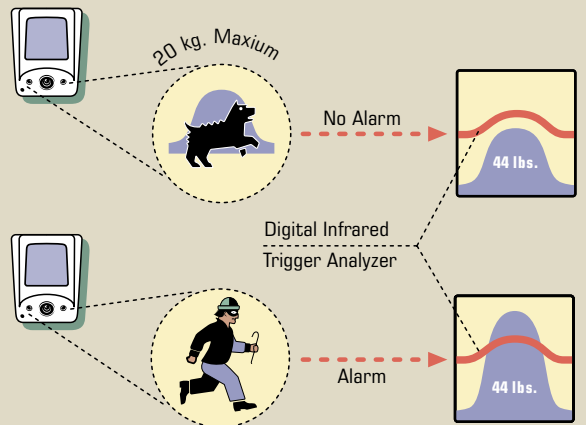 20 kg. Maxium
No Alarm
44 lbs.
Digital Infrared
Trigger Analyzer
Alarm
44 lbs.